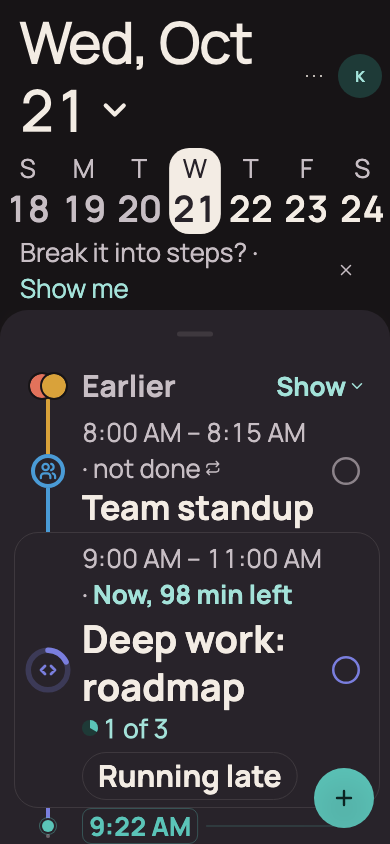 Wed, Oct
21
K
S M T W T F S
18 19 20 21 22 23 24
Break it into steps? ·
Show me
Earlier
Show
8:00 AM – 8:15 AM
· not done
Team standup
9:00 AM – 11:00 AM
· Now, 98 min left
Deep work:
roadmap
1 of 3
Running late
9:22 AM